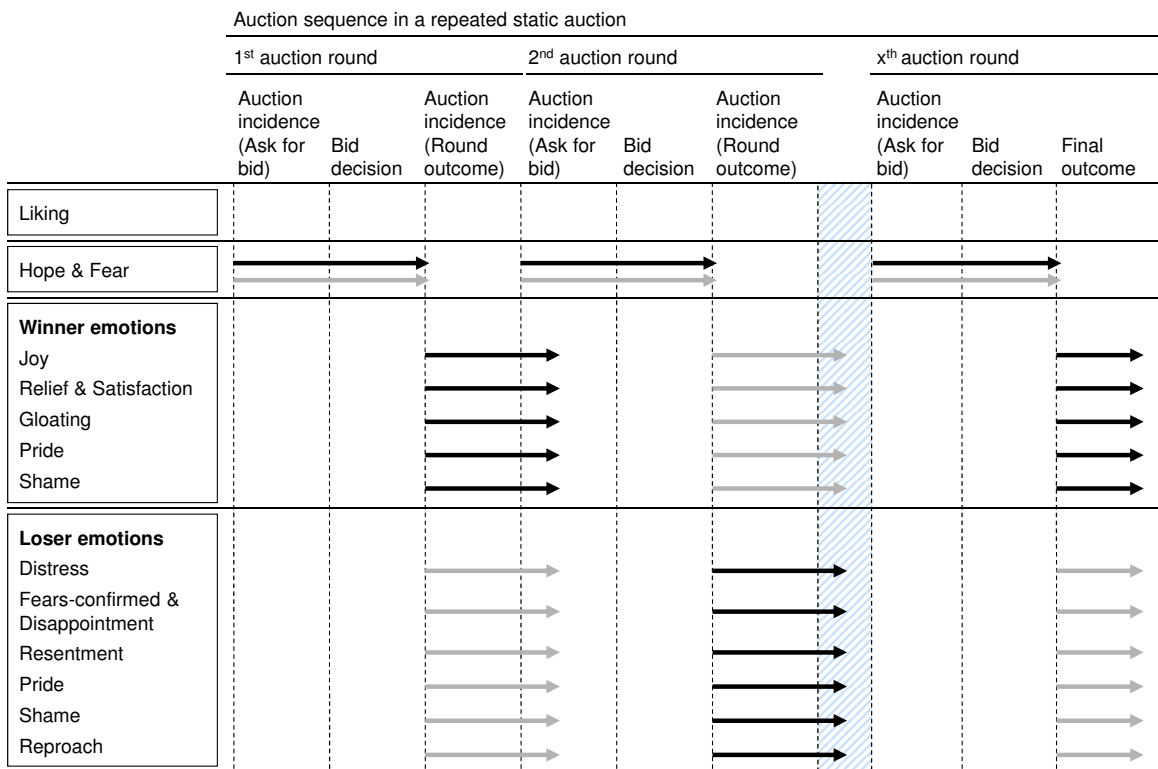 Auction sequence in a repeated static auction
1st auction round
2nd auction round
xth auction round
Auction
incidence
(Ask for
bid)
Bid
decision
Auction
incidence
(Round
outcome)
Auction
incidence
(Ask for
bid)
Bid
decision
Auction
incidence
(Round
outcome)
Auction
incidence
(Ask for
bid)
Bid
decision
Final
outcome
Liking
Hope & Fear
Winner emotions
Joy
Relief & Satisfaction
Gloating
Pride
Shame
Loser emotions
Distress
Fears-confirmed &
Disappointment
Resentment
Pride
Shame
Reproach